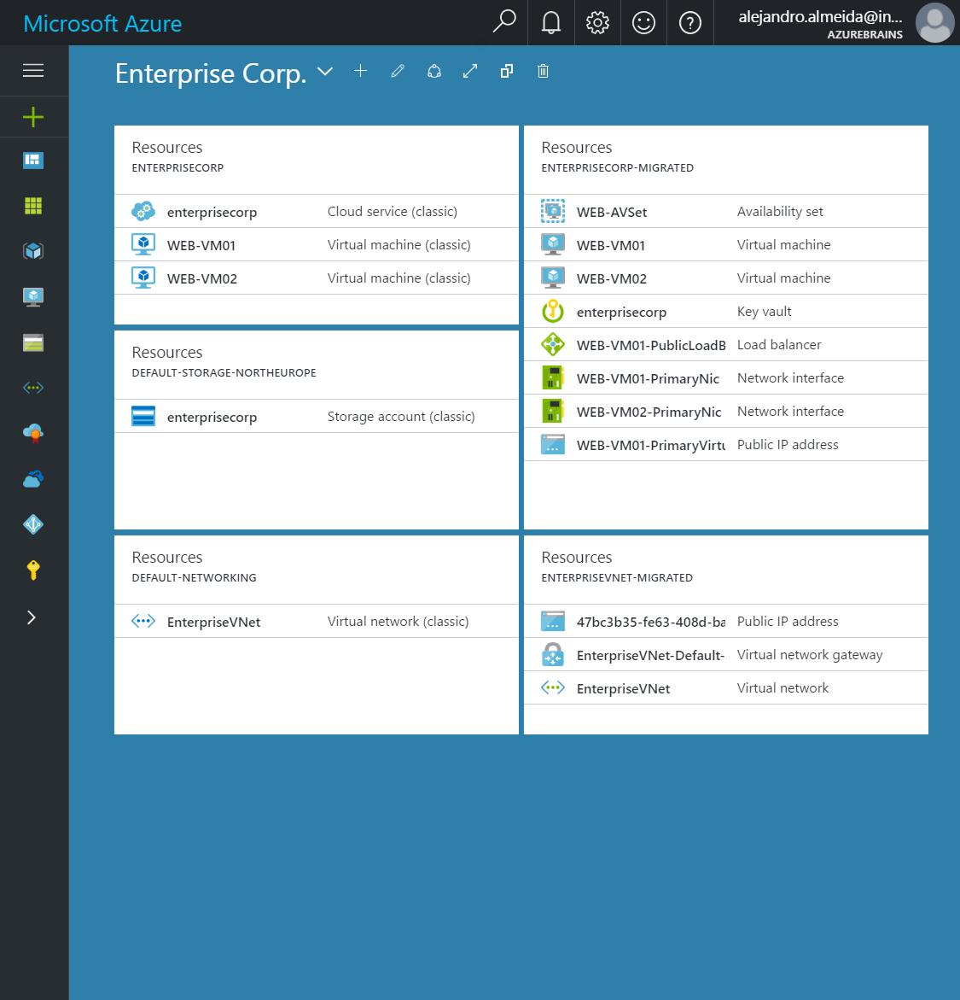 Microsoft Azure
alejandro.almeida@in...
AZUREBRAINS
Enterprise Corp.
Resources
ENTERPRISECORP
enterprisecorp Cloud service (classic)
WEB-VM01 Virtual machine (classic)
WEB-VM02 Virtual machine (classic)
Resources
ENTERPRISECORP-MIGRATED
WEB-AVSet Availability set
WEB-VM01 Virtual machine
WEB-VM02 Virtual machine
enterprisecorp Key vault
WEB-VM01-PublicLoadB Load balancer
WEB-VM01-PrimaryNic Network interface
WEB-VM02-PrimaryNic Network interface
WEB-VM01-PrimaryVirtu Public IP address
Resources
DEFAULT-STORAGE-NORTHEUROPE
enterprisecorp Storage account (classic)
Resources
DEFAULT-NETWORKING
EnterpriseVNet Virtual network (classic)
Resources
ENTERPRISEVNET-MIGRATED
47bc3b35-fe63-408d-ba Public IP address
EnterpriseVNet-Default- Virtual network gateway
EnterpriseVNet Virtual network